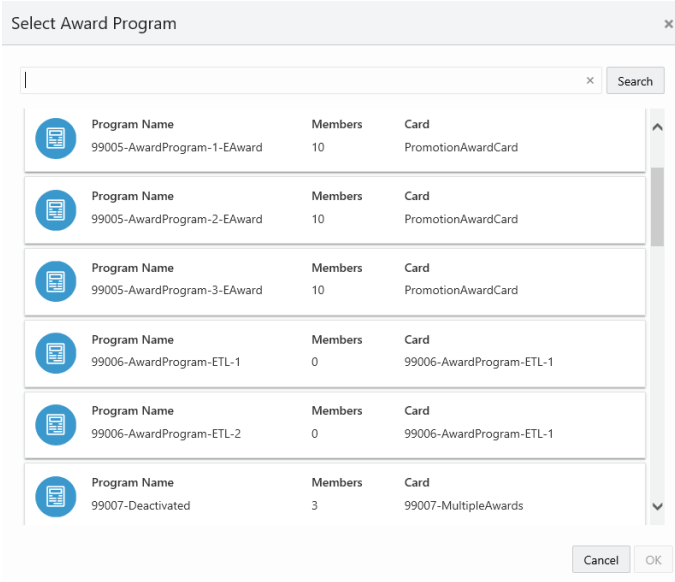 Select Award Program
Search
Program Name Members Card
99005-AwardProgram-1-EAward 10 PromotionAwardCard
Program Name Members Card
99005-AwardProgram-2-EAward 10 PromotionAwardCard
Program Name Members Card
99005-AwardProgram-3-EAward 10 PromotionAwardCard
Program Name Members Card
99006-AwardProgram-ETL-1 0 99006-AwardProgram-ETL-1
Program Name Members Card
99006-AwardProgram-ETL-2 0 99006-AwardProgram-ETL-1
Program Name Members Card
99007-Deactivated 3 99007-MultipleAwards
Cancel OK